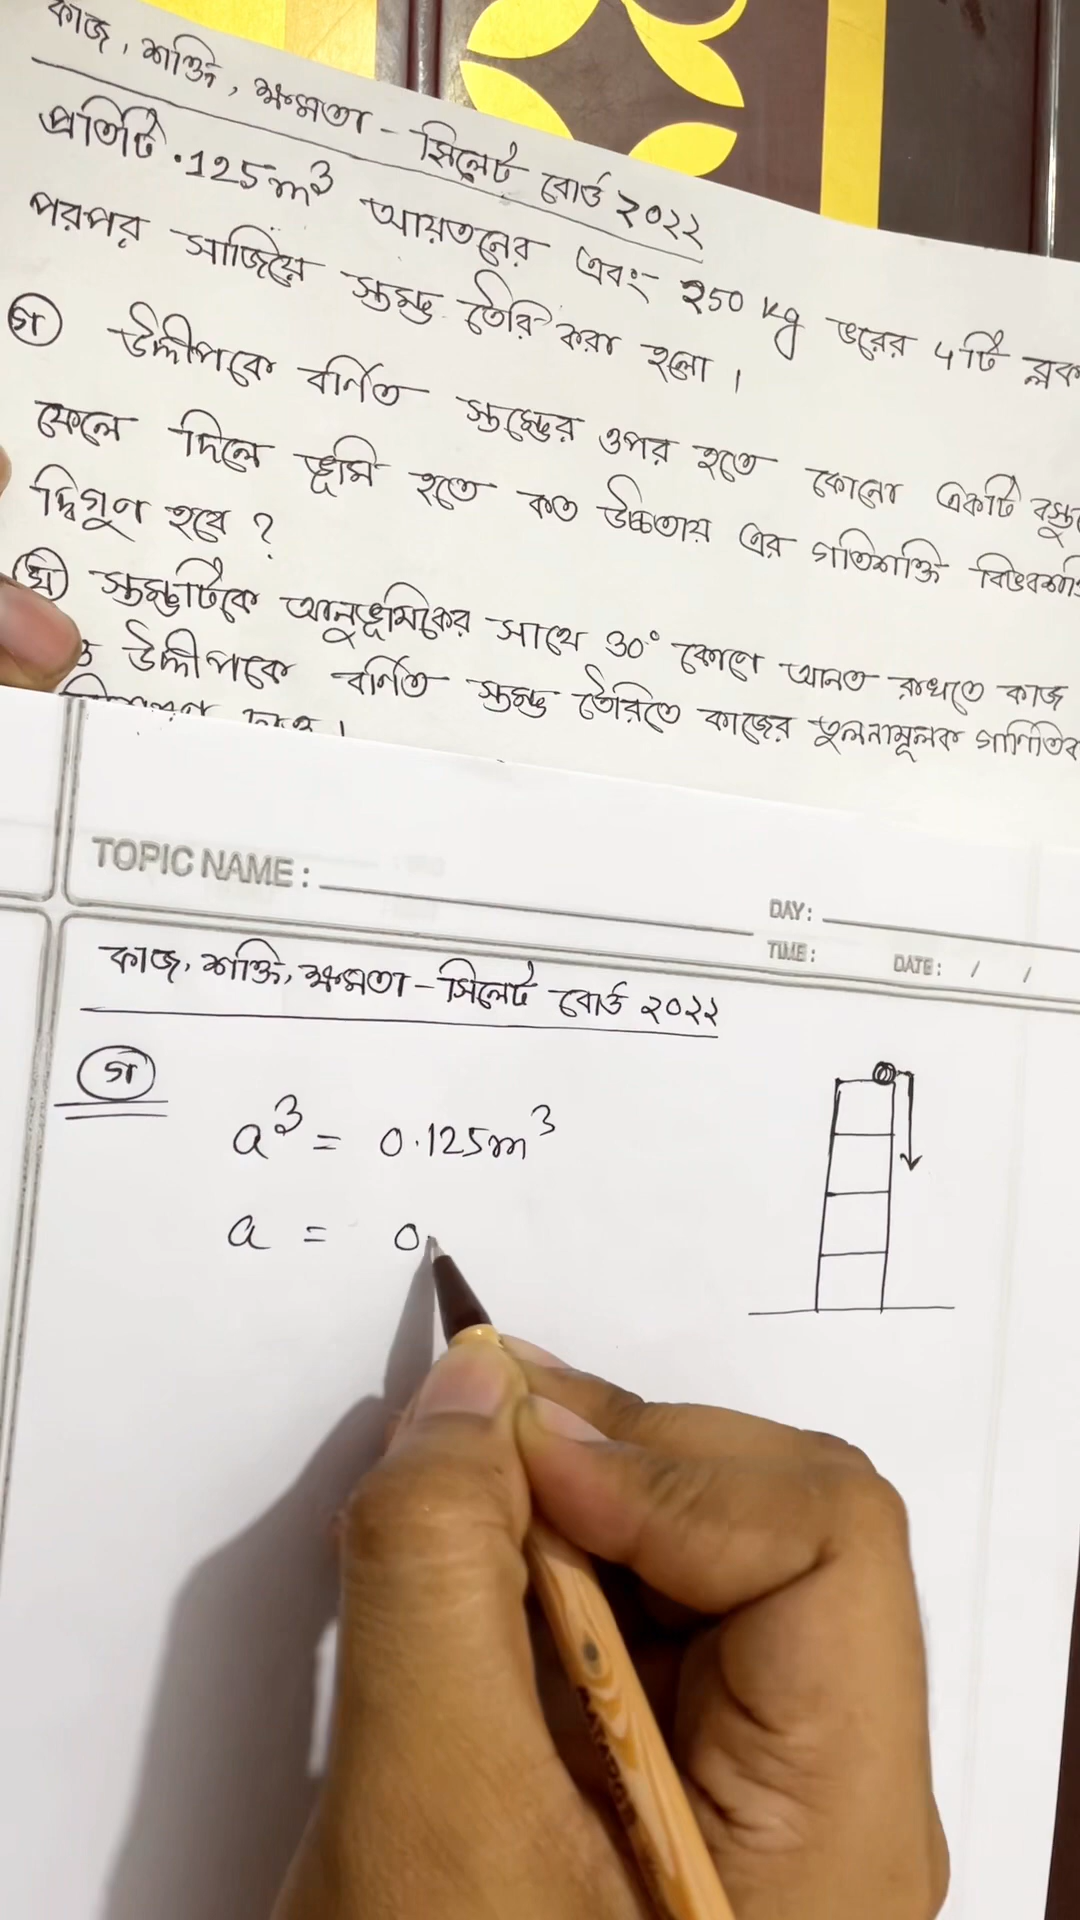 কাজ, শক্তি, ক্ষমতা - সিলেট বোর্ড ২০২২
প্রতিটি .125m³ আয়তনের এবং 250 kg ভরের ৫টি ব্লক
পরপর সাজিয়ে স্তম্ভ তৈরি করা হলো।
গ উদ্দীপকে বর্ণিত স্তম্ভের ওপর হতে কোনো একটি বস্তু
ফেলে দিলে ভূমি হতে কত উচ্চতায় এর গতিশক্তি
দ্বিগুণ হবে ?
ঘ স্তম্ভটিকে আনুভূমিকের সাথে 30° কোণে আনত রাখতে কাজ
ও উদ্দীপকে বর্ণিত স্তম্ভ তৈরিতে কাজের তুলনামূলক
TOPIC NAME :
DAY :
TIME :
DATE : / /
কাজ, শক্তি, ক্ষমতা - সিলেট বোর্ড ২০২২
গ
a³ = 0.125m³
a = 0.